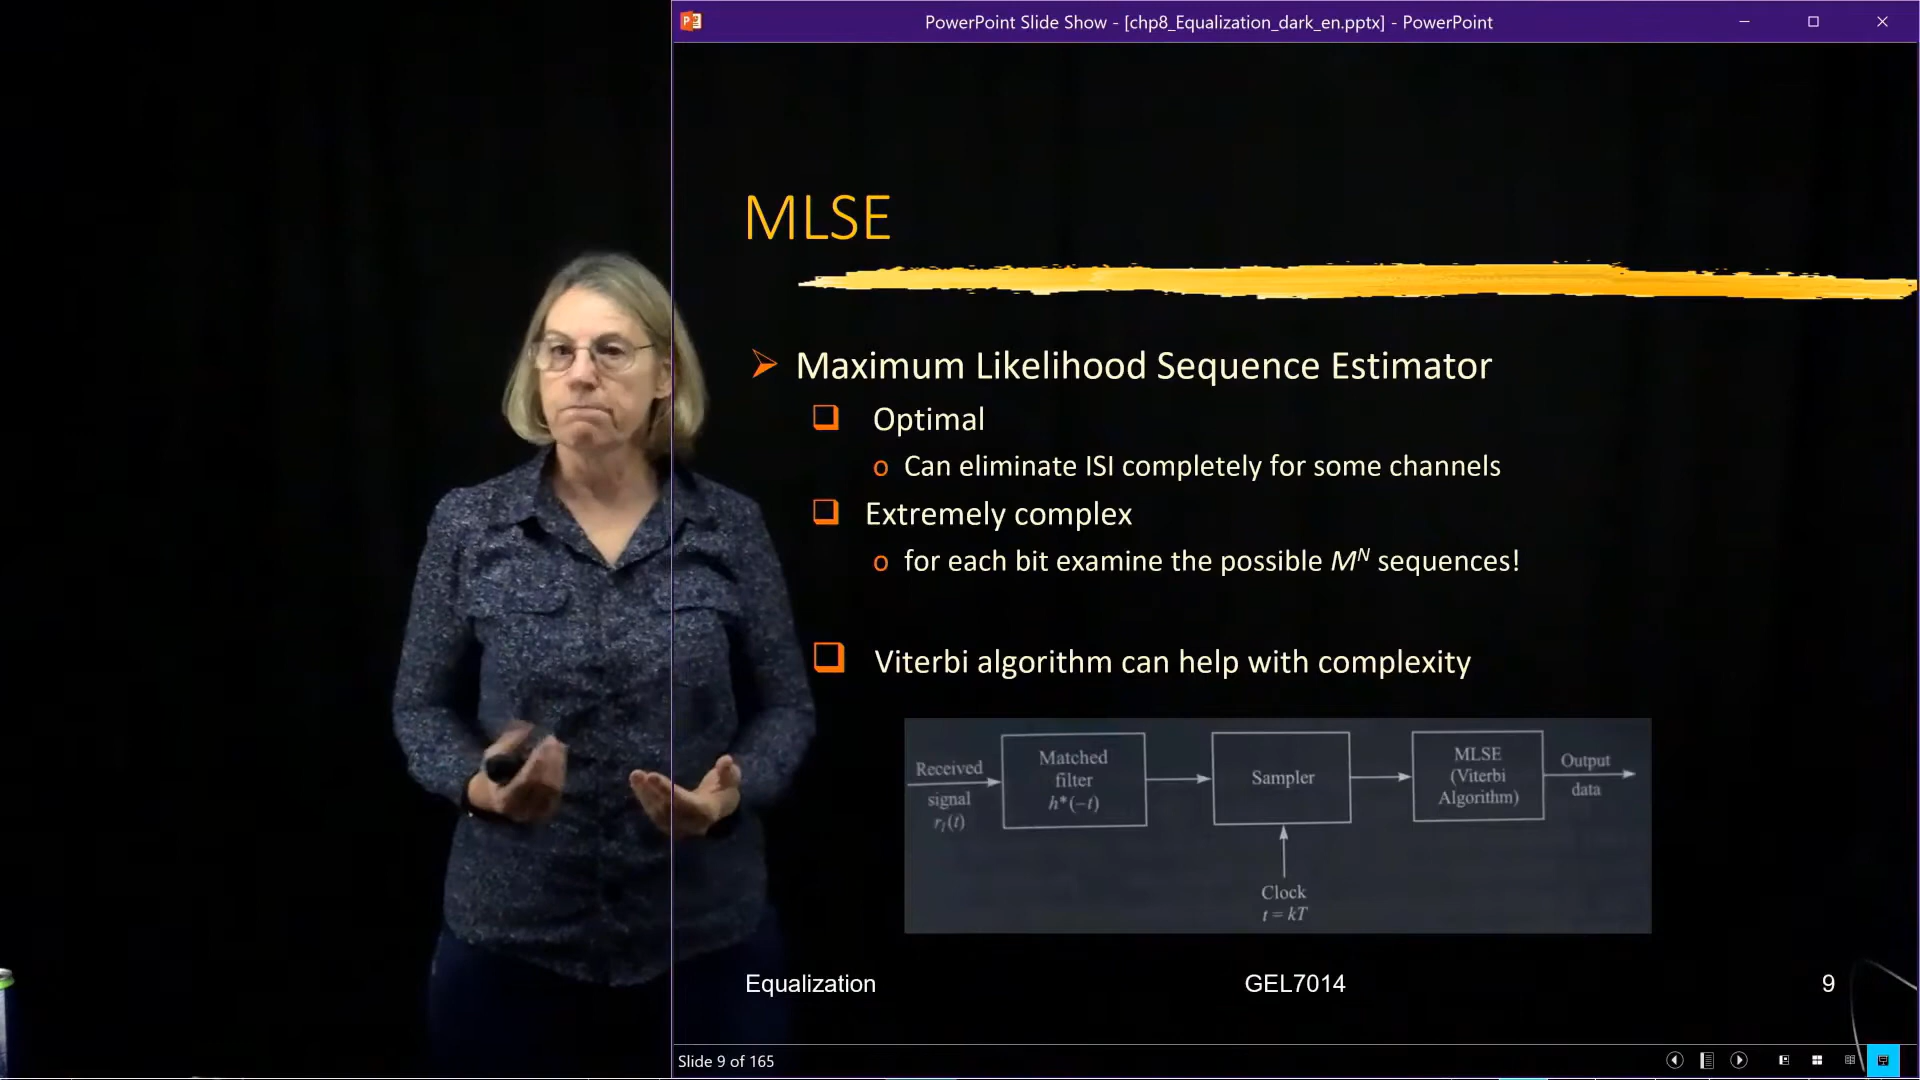 PowerPoint Slide Show - [chp8_Equalization_dark_en.pptx] - PowerPoint
MLSE
Maximum Likelihood Sequence Estimator
Optimal
Can eliminate ISI completely for some channels
Extremely complex
for each bit examine the possible Mᴺ sequences!
Viterbi algorithm can help with complexity
Received
signal
rₗ(t)
Matched
filter
h*(−t)
Sampler
MLSE
(Viterbi
Algorithm)
Output
data
Clock
t = kT
Equalization
GEL7014
9
Slide 9 of 165